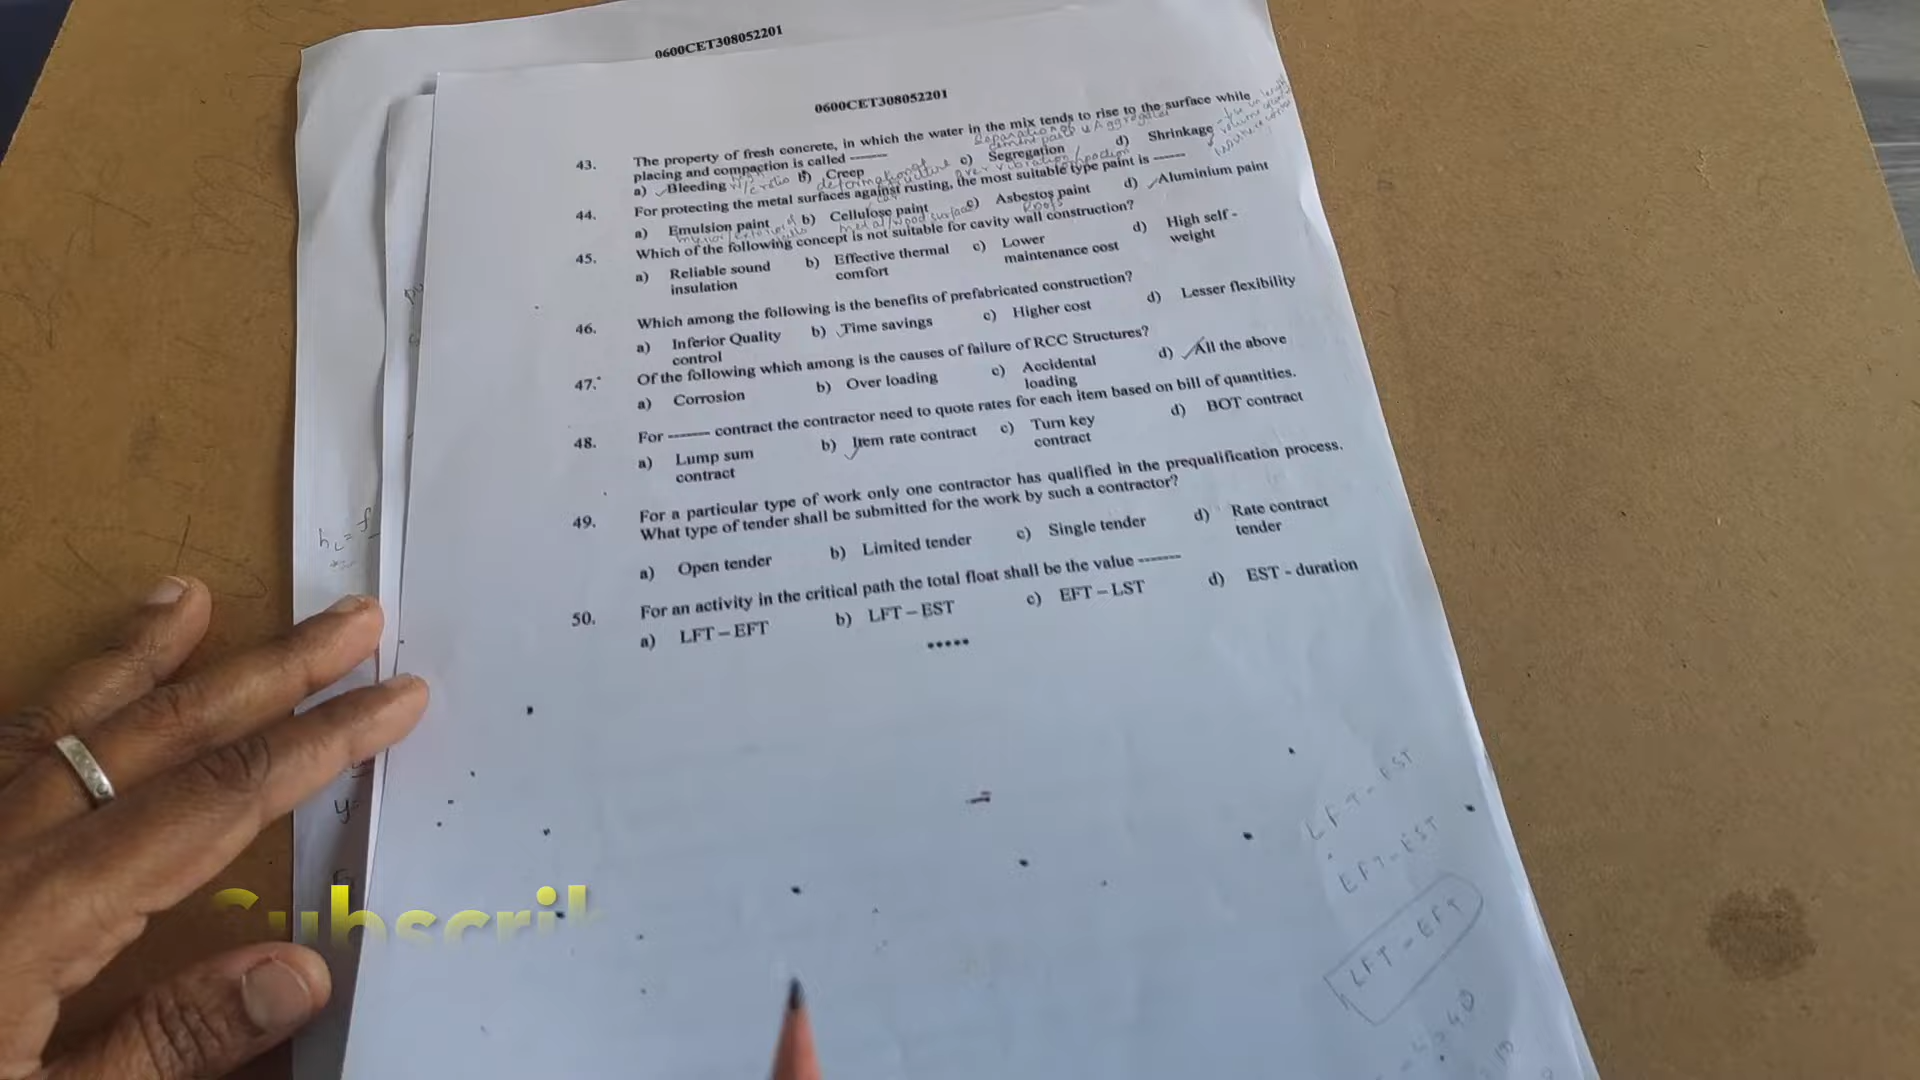 0600CET308052201
0600CET308052201
43. The property of fresh concrete, in which the water in the mix tends to rise to the surface while
placing and compaction is called -------
a) Bleeding b) Creep c) Segregation d) Shrinkage
44. For protecting the metal surfaces against rusting, the most suitable type paint is ------
a) Emulsion paint b) Cellulose paint c) Asbestos paint d) Aluminium paint
metal/wood surface Roofs
45. Which of the following concept is not suitable for cavity wall construction?
a) Reliable sound b) Effective thermal c) Lower d) High self -
insulation comfort maintenance cost weight
46. Which among the following is the benefits of prefabricated construction?
a) Inferior Quality b) Time savings c) Higher cost d) Lesser flexibility
control
47. Of the following which among is the causes of failure of RCC Structures?
a) Corrosion b) Over loading c) Accidental d) All the above
loading
48. For ------- contract the contractor need to quote rates for each item based on bill of quantities.
a) Lump sum b) Item rate contract c) Turn key d) BOT contract
contract contract
49. For a particular type of work only one contractor has qualified in the prequalification process.
What type of tender shall be submitted for the work by such a contractor?
a) Open tender b) Limited tender c) Single tender d) Rate contract
tender
50. For an activity in the critical path the total float shall be the value -------
a) LFT – EFT b) LFT – EST c) EFT – LST d) EST - duration
*****
LFT - EST
EFT - EST
LFT - EFT
Subscrib